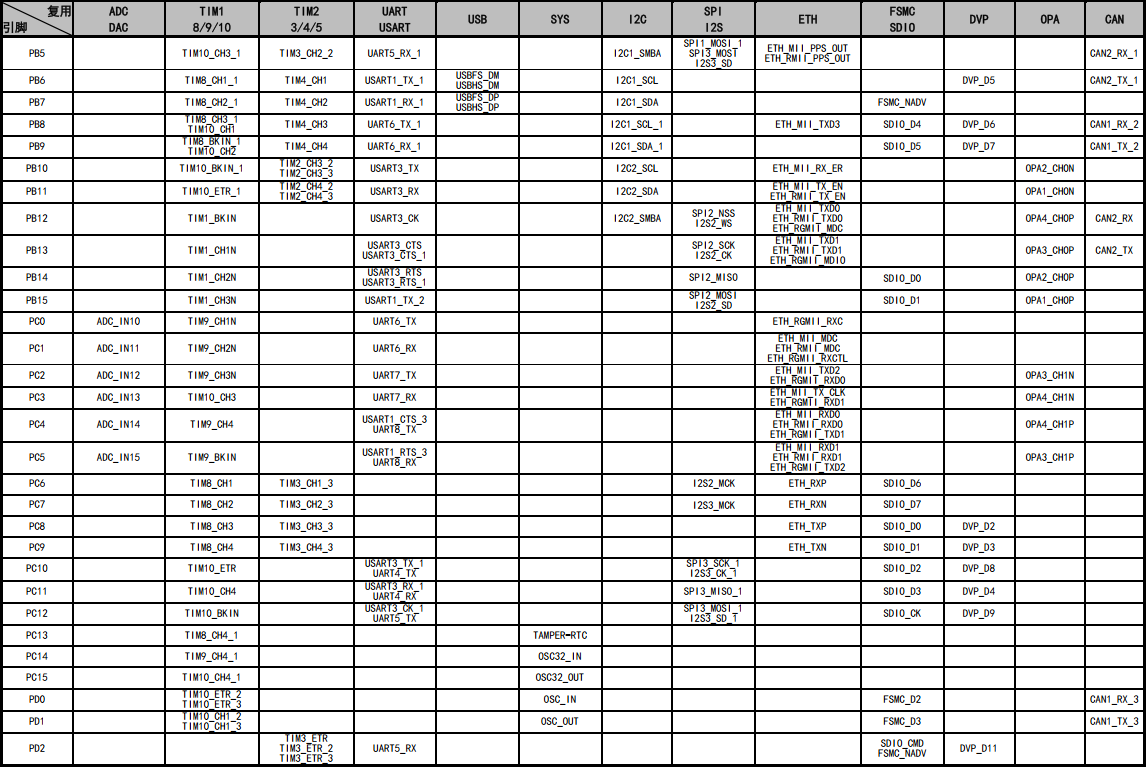 复用 ADC TIM1 TIM2 UART USB SYS I2C SPI ETH FSMC DVP OPA CAN
引脚 DAC 8/9/10 3/4/5 USART I2S SDIO
PB5 TIM10_CH3_1 TIM3_CH2_2 UART5_RX_1 I2C1_SMBA SPI1_MOSI_1 SPI3_MOSI I2S3_SD ETH_MII_PPS_OUT ETH_RMII_PPS_OUT CAN2_RX_1
PB6 TIM8_CH1_1 TIM4_CH1 USART1_TX_1 USBFS_DM USBHS_DM I2C1_SCL DVP_D5 CAN2_TX_1
PB7 TIM8_CH2_1 TIM4_CH2 USART1_RX_1 USBFS_DP USBHS_DP I2C1_SDA FSMC_NADV
PB8 TIM8_CH3_1 TIM10_CH1 TIM4_CH3 UART6_TX_1 I2C1_SCL_1 ETH_MII_TXD3 SDIO_D4 DVP_D6 CAN1_RX_2
PB9 TIM8_BKIN_1 TIM10_CH2 TIM4_CH4 UART6_RX_1 I2C1_SDA_1 SDIO_D5 DVP_D7 CAN1_TX_2
PB10 TIM10_BKIN_1 TIM2_CH3_2 TIM2_CH3_3 USART3_TX I2C2_SCL ETH_MII_RX_ER OPA2_CH0N
PB11 TIM10_ETR_1 TIM2_CH4_2 TIM2_CH4_3 USART3_RX I2C2_SDA ETH_MII_TX_EN ETH_RMII_TX_EN OPA1_CH0N
PB12 TIM1_BKIN USART3_CK I2C2_SMBA SPI2_NSS I2S2_WS ETH_MII_TXD0 ETH_RMII_TXD0 ETH_RGMII_MDC OPA4_CH0P CAN2_RX
PB13 TIM1_CH1N USART3_CTS USART3_CTS_1 SPI2_SCK I2S2_CK ETH_MII_TXD1 ETH_RMII_TXD1 ETH_RGMII_MDIO OPA3_CH0P CAN2_TX
PB14 TIM1_CH2N USART3_RTS USART3_RTS_1 SPI2_MISO SDIO_D0 OPA2_CH0P
PB15 TIM1_CH3N USART1_TX_2 SPI2_MOSI I2S2_SD SDIO_D1 OPA1_CH0P
PC0 ADC_IN10 TIM9_CH1N UART6_TX ETH_RGMII_RXC
PC1 ADC_IN11 TIM9_CH2N UART6_RX ETH_MII_MDC ETH_RMII_MDC ETH_RGMII_RXCTL
PC2 ADC_IN12 TIM9_CH3N UART7_TX ETH_MII_TXD2 ETH_RGMII_RXD0 OPA3_CH1N
PC3 ADC_IN13 TIM10_CH3 UART7_RX ETH_MII_TX_CLK ETH_RGMII_RXD1 OPA4_CH1N
PC4 ADC_IN14 TIM9_CH4 USART1_CTS_3 UART8_TX ETH_MII_RXD0 ETH_RMII_RXD0 ETH_RGMII_TXD1 OPA4_CH1P
PC5 ADC_IN15 TIM9_BKIN USART1_RTS_3 UART8_RX ETH_MII_RXD1 ETH_RMII_RXD1 ETH_RGMII_TXD2 OPA3_CH1P
PC6 TIM8_CH1 TIM3_CH1_3 I2S2_MCK ETH_RXP SDIO_D6
PC7 TIM8_CH2 TIM3_CH2_3 I2S3_MCK ETH_RXN SDIO_D7
PC8 TIM8_CH3 TIM3_CH3_3 ETH_TXP SDIO_D0 DVP_D2
PC9 TIM8_CH4 TIM3_CH4_3 ETH_TXN SDIO_D1 DVP_D3
PC10 TIM10_ETR USART3_TX_1 UART4_TX SPI3_SCK_1 I2S3_CK_1 SDIO_D2 DVP_D8
PC11 TIM10_CH4 USART3_RX_1 UART4_RX SPI3_MISO_1 SDIO_D3 DVP_D4
PC12 TIM10_BKIN USART3_CK_1 UART5_TX SPI3_MOSI_1 I2S3_SD_1 SDIO_CK DVP_D9
PC13 TIM8_CH4_1 TAMPER-RTC
PC14 TIM9_CH4_1 OSC32_IN
PC15 TIM10_CH4_1 OSC32_OUT
PD0 TIM10_ETR_2 TIM10_ETR_3 OSC_IN FSMC_D2 CAN1_RX_3
PD1 TIM10_CH1_2 TIM10_CH1_3 OSC_OUT FSMC_D3 CAN1_TX_3
PD2 TIM3_ETR TIM3_ETR_2 TIM3_ETR_3 UART5_RX SDIO_CMD FSMC_NADV DVP_D11